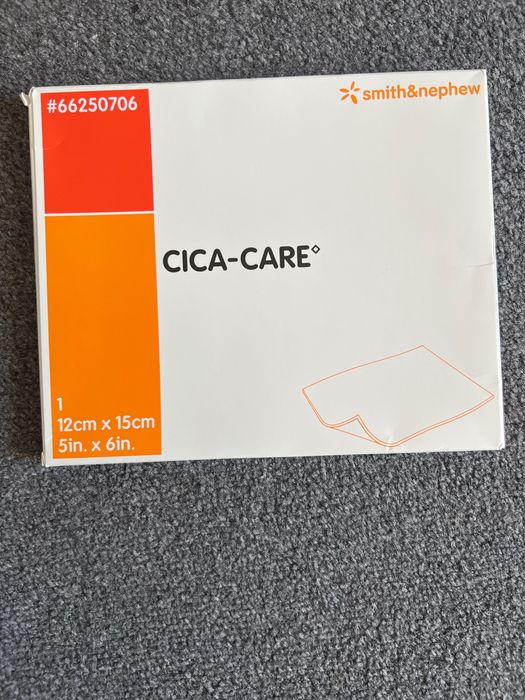 #66250706
smith&nephew
CICA-CARE◇
1
12cm x 15cm
5in. x 6in.